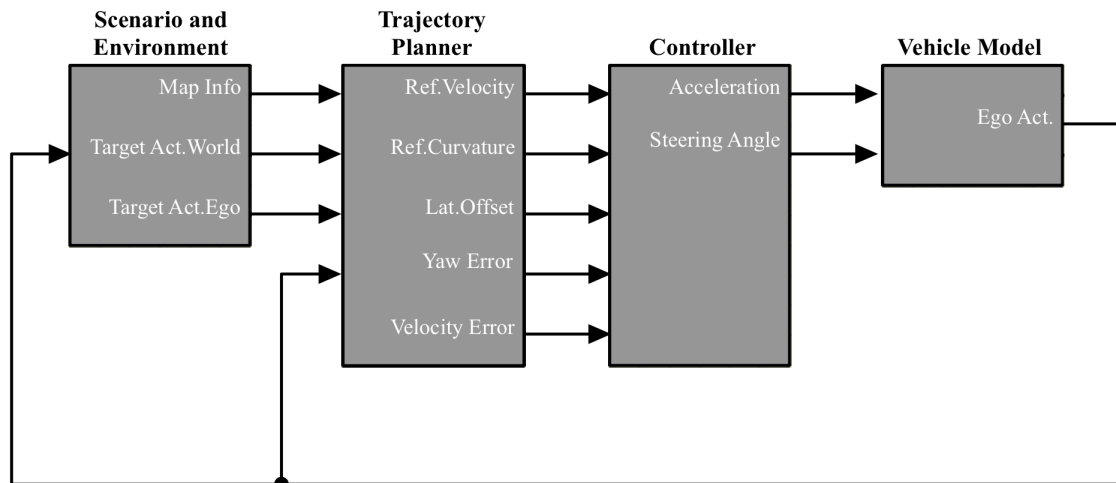 Scenario and
Environment
Map Info
Target Act.World
Target Act.Ego
Trajectory
Planner
Ref.Velocity
Ref.Curvature
Lat.Offset
Yaw Error
Velocity Error
Controller
Acceleration
Steering Angle
Vehicle Model
Ego Act.